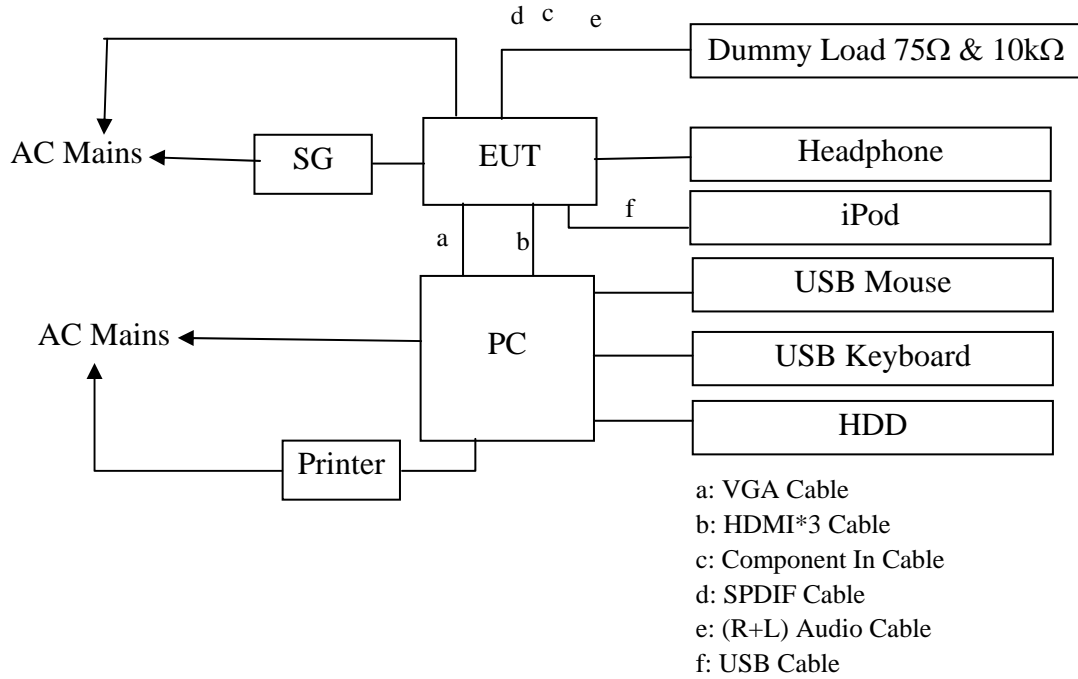 d c e
Dummy Load 75Ω & 10kΩ
AC Mains
SG
EUT
Headphone
f
iPod
a
b
USB Mouse
AC Mains
PC
USB Keyboard
HDD
Printer
a: VGA Cable
b: HDMI*3 Cable
c: Component In Cable
d: SPDIF Cable
e: (R+L) Audio Cable
f: USB Cable